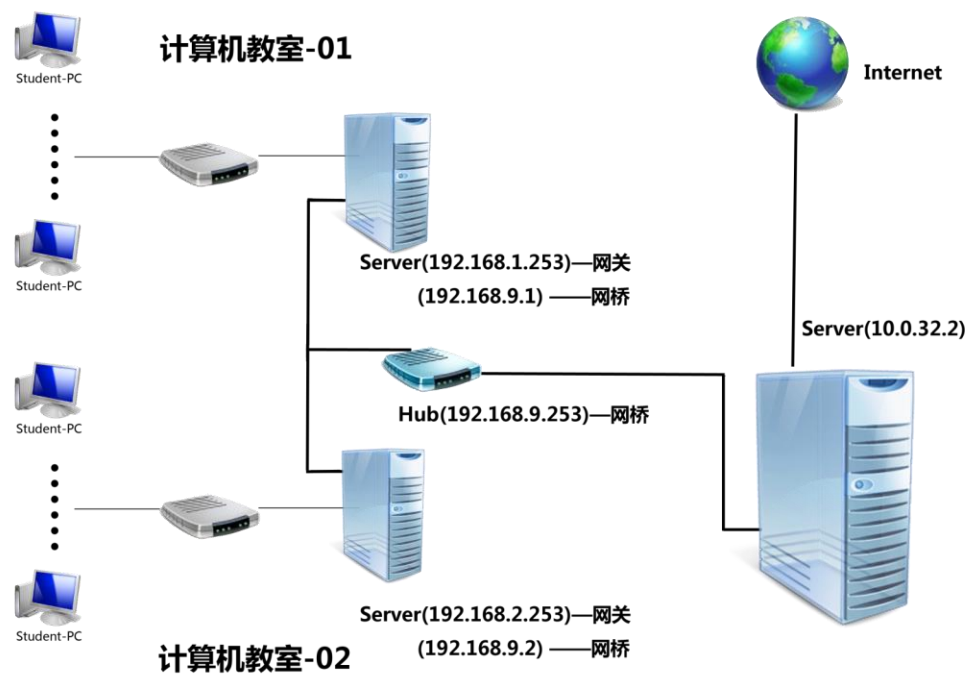 Student-PC
计算机教室-01
Internet
Student-PC
Server(192.168.1.253)—网关
(192.168.9.1) ——网桥
Server(10.0.32.2)
Student-PC
Hub(192.168.9.253)—网桥
Student-PC
Server(192.168.2.253)—网关
(192.168.9.2) ——网桥
计算机教室-02